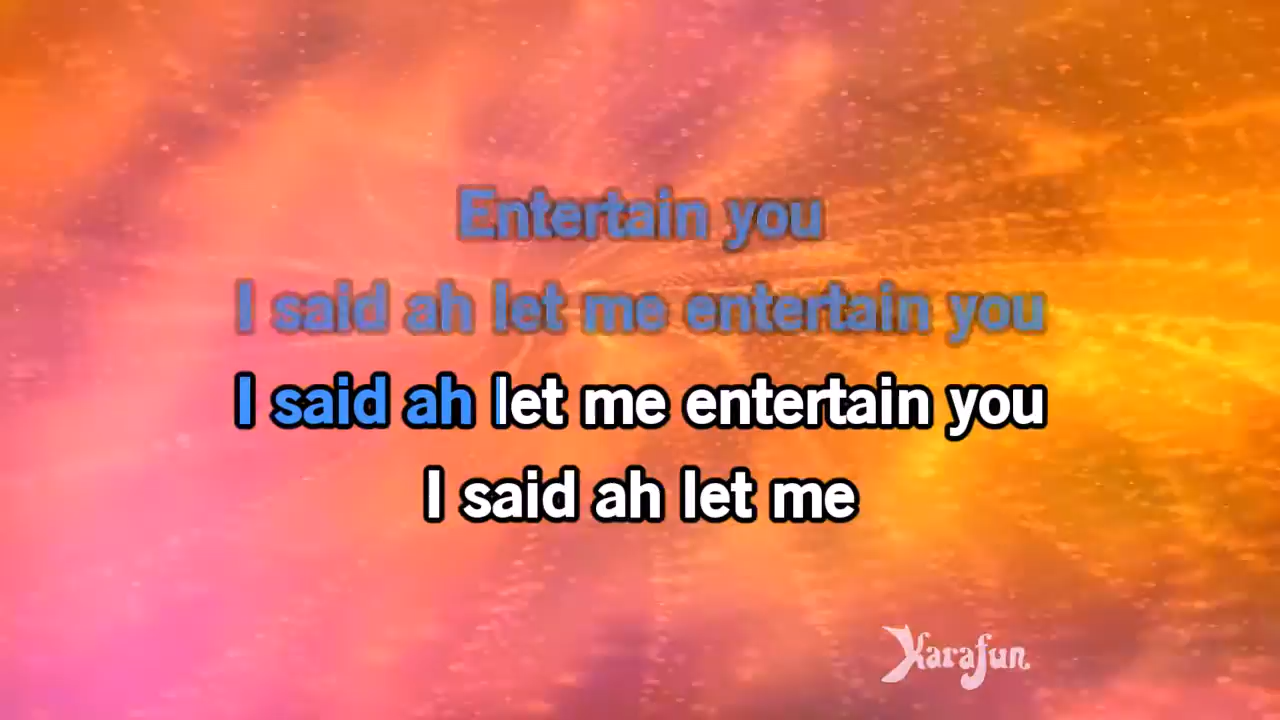 Entertain you
I said ah let me entertain you
I said ah let me entertain you
I said ah let me
Karafun